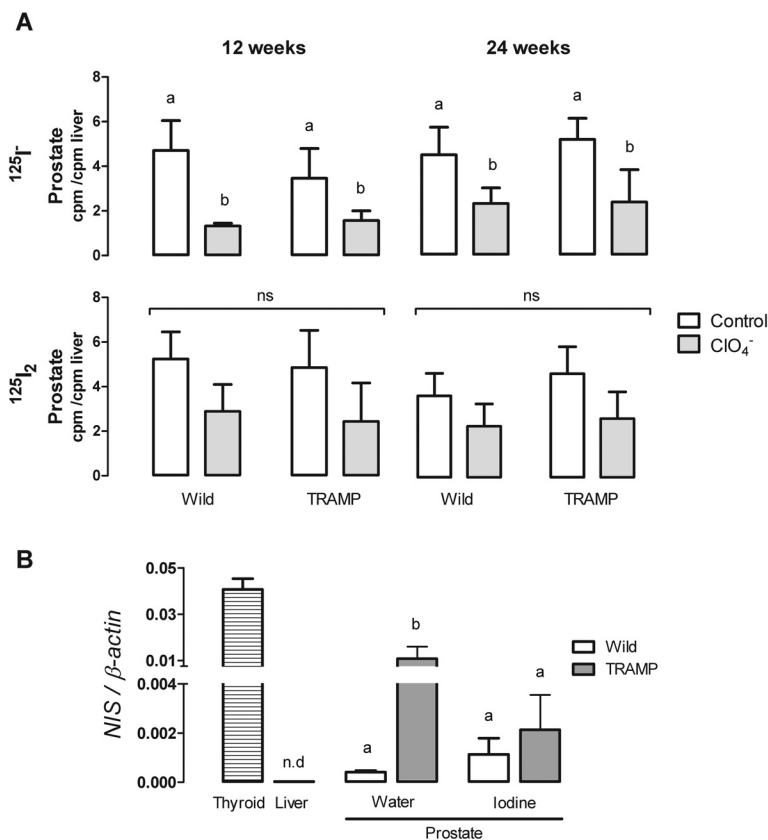 A
12 weeks 24 weeks
¹²⁵I⁻
Prostate
cpm /cpm liver
8
6
4
2
0
a b a b a b a b
¹²⁵I₂
Prostate
cpm /cpm liver
8
6
4
2
0
ns ns
Control
ClO₄⁻
Wild TRAMP Wild TRAMP
B
NIS / β-actin
0.05
0.03
0.01
0.004
0.002
0.000
n.d a b a a
Wild
TRAMP
Thyroid Liver Water Iodine
Prostate